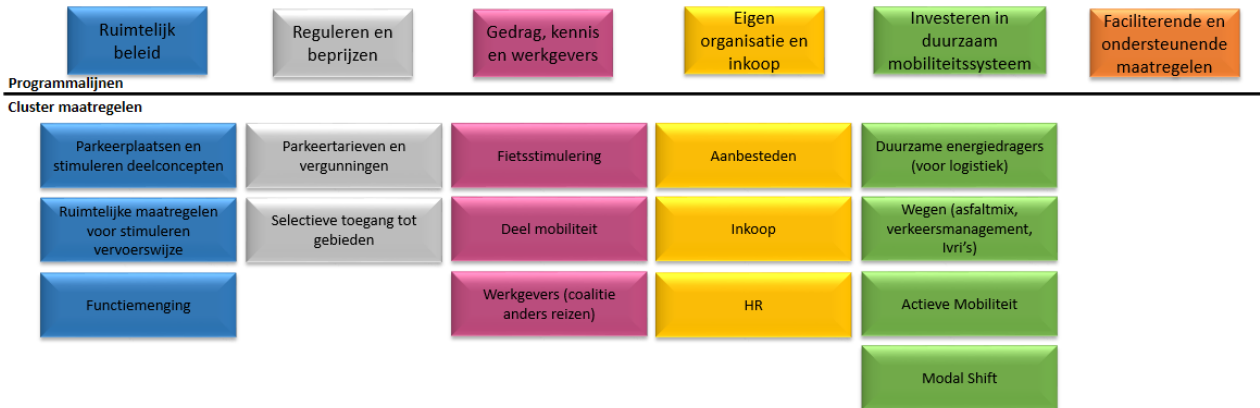 Ruimtelijk
beleid
Reguleren en
beprijzen
Gedrag, kennis
en werkgevers
Eigen
organisatie en
inkoop
Investeren in
duurzaam
mobiliteitssysteem
Faciliterende en
ondersteunende
maatregelen
Programmalijnen
Cluster maatregelen
Parkeerplaatsen en
stimuleren deelconcepten
Parkeertarieven en
vergunningen
Fietsstimulering
Aanbesteden
Duurzame energiedragers
(voor logistiek)
Ruimtelijke maatregelen
voor stimuleren
vervoerswijze
Selectieve toegang tot
gebieden
Deel mobiliteit
Inkoop
Wegen (asfaltmix,
verkeersmanagement,
Ivri's)
Functiemenging
Werkgevers (coalitie
anders reizen)
HR
Actieve Mobiliteit
Modal Shift